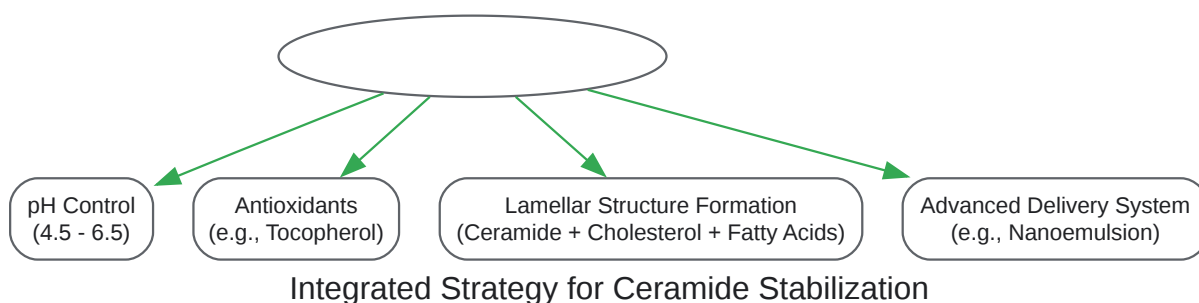 pH Control
(4.5 - 6.5)
Antioxidants
(e.g., Tocopherol)
Lamellar Structure Formation
(Ceramide + Cholesterol + Fatty Acids)
Advanced Delivery System
(e.g., Nanoemulsion)
Integrated Strategy for Ceramide Stabilization